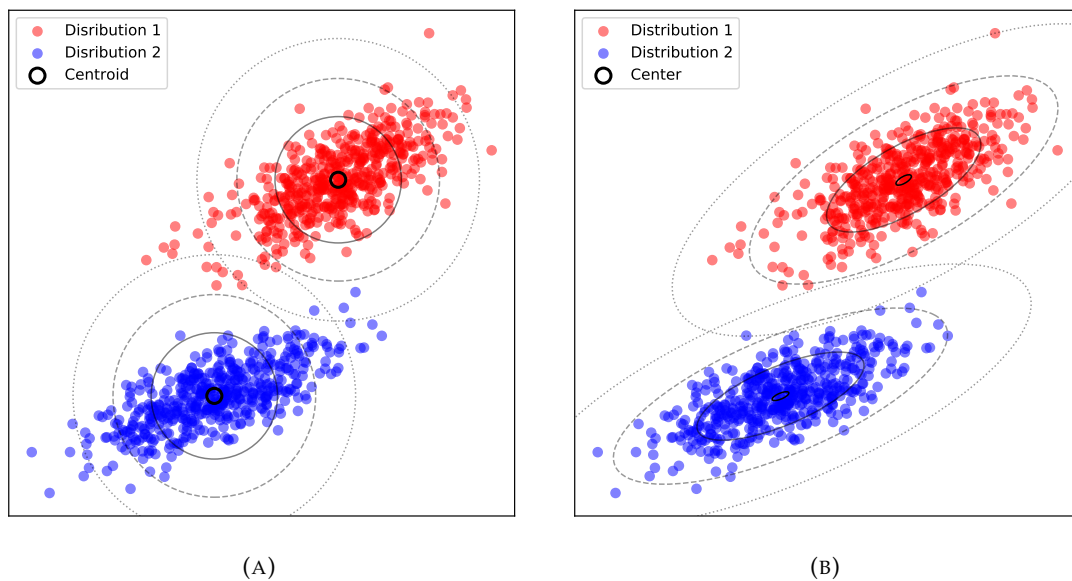 Disribution 1
Disribution 2
Centroid
Distribution 1
Distribution 2
Center
(A)
(B)